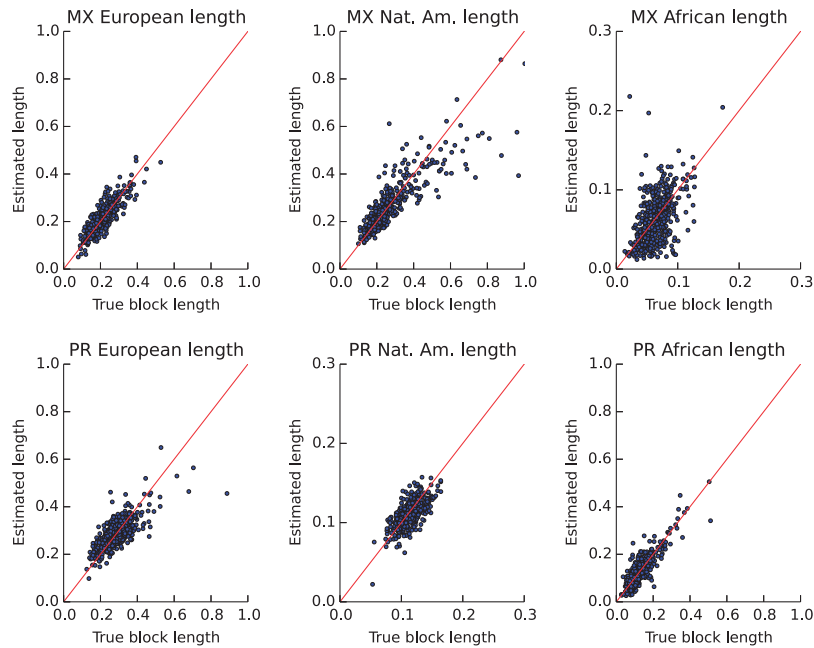 MX European length
1.0
0.8
0.6
0.4
0.2
0.0
0.0 0.2 0.4 0.6 0.8 1.0
Estimated length
True block length
MX Nat. Am. length
1.0
0.8
0.6
0.4
0.2
0.0
0.0 0.2 0.4 0.6 0.8 1.0
Estimated length
True block length
MX African length
0.3
0.2
0.1
0.0
0.0 0.1 0.2 0.3
Estimated length
True block length
PR European length
1.0
0.8
0.6
0.4
0.2
0.0
0.0 0.2 0.4 0.6 0.8 1.0
Estimated length
True block length
PR Nat. Am. length
0.3
0.2
0.1
0.0
0.0 0.1 0.2 0.3
Estimated length
True block length
PR African length
1.0
0.8
0.6
0.4
0.2
0.0
0.0 0.2 0.4 0.6 0.8 1.0
Estimated length
True block length